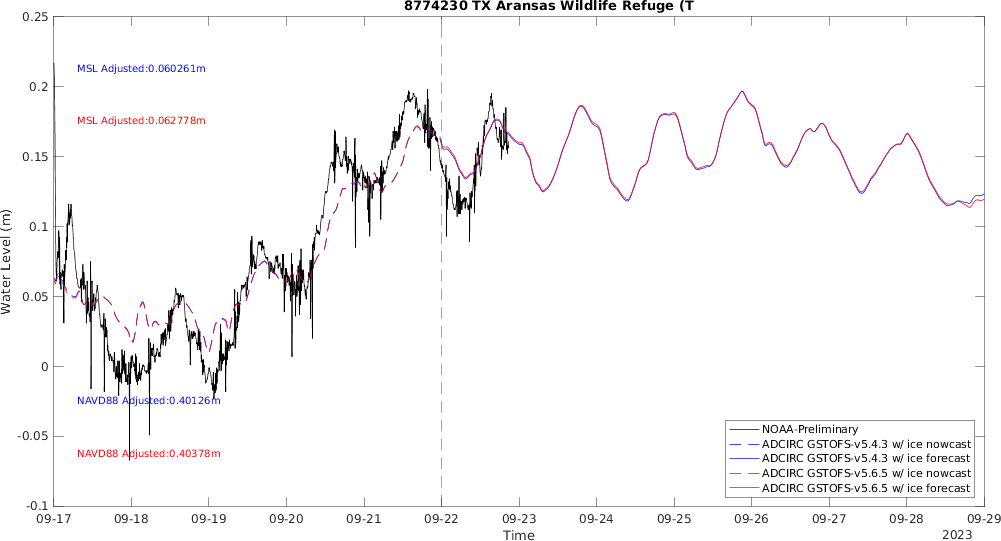 8774230 TX Aransas Wildlife Refuge (T
0.25
0.2
0.15
0.1
0.05
0
-0.05
-0.1
Water Level (m)
MSL Adjusted:0.060261m
MSL Adjusted:0.062778m
NAVD88 Adjusted:0.40126m
NAVD88 Adjusted:0.40378m
NOAA-Preliminary
ADCIRC GSTOFS-v5.4.3 w/ ice nowcast
ADCIRC GSTOFS-v5.4.3 w/ ice forecast
ADCIRC GSTOFS-v5.6.5 w/ ice nowcast
ADCIRC GSTOFS-v5.6.5 w/ ice forecast
09-17 09-18 09-19 09-20 09-21 09-22 09-23 09-24 09-25 09-26 09-27 09-28 09-29
Time
2023